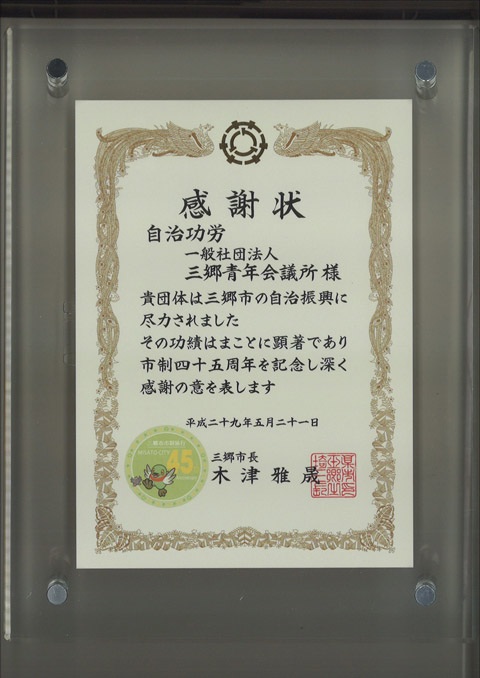 感謝状
自治功労
一般社団法人
三郷青年会議所様
貴団体は三郷市の自治振興に
尽力されました
その功績はまことに顕著であり
市制四十五周年を記念し深く
感謝の意を表します
平成二十九年五月二十一日
三郷市長
木津雅晟
MISATO CITY
45